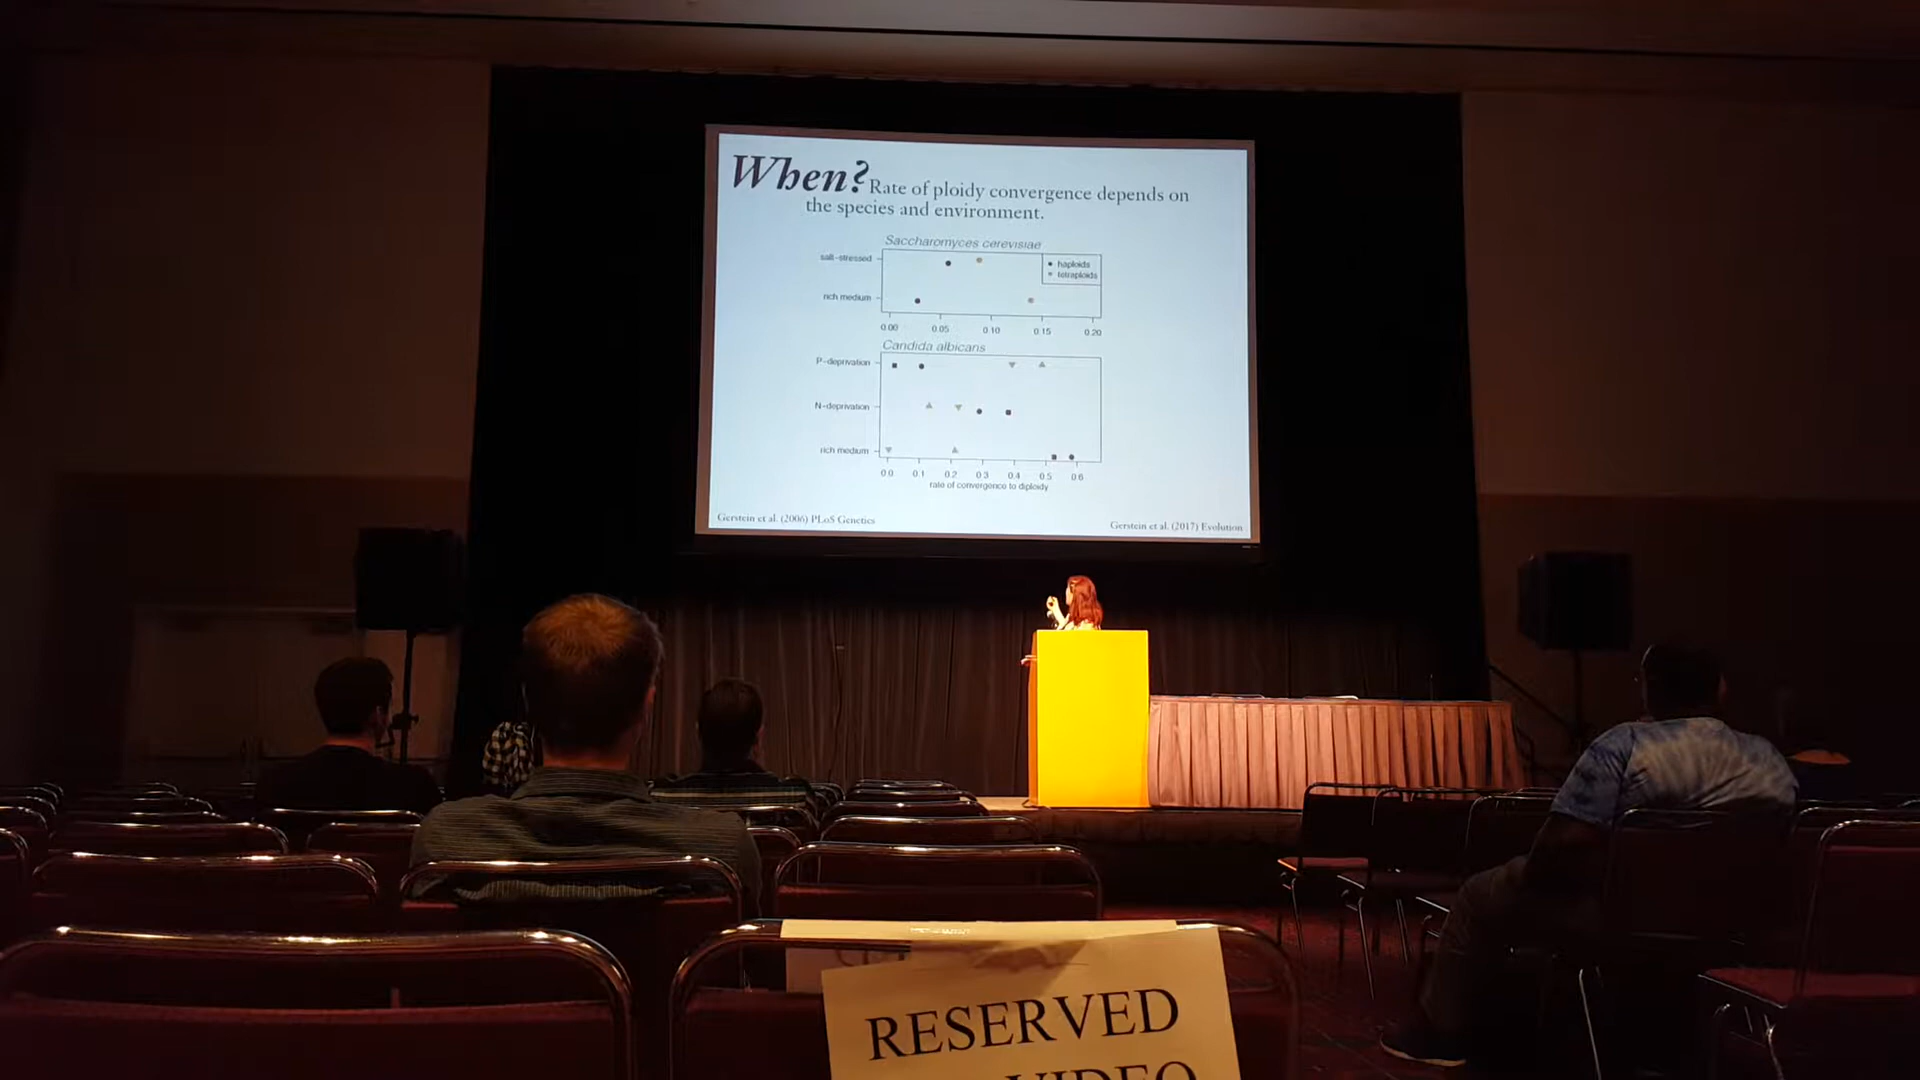 When? Rate of ploidy convergence depends on
the species and environment.
Saccharomyces cerevisiae
salt-stressed
haploids
tetraploids
rich medium
0.00 0.05 0.10 0.15 0.20
Candida albicans
P-deprivation
N-deprivation
rich medium
0.0 0.1 0.2 0.3 0.4 0.5 0.6
rate of convergence to diploidy
Gerstein et al. (2006) PLoS Genetics
Gerstein et al. (2017) Evolution
RESERVED
VIDEO